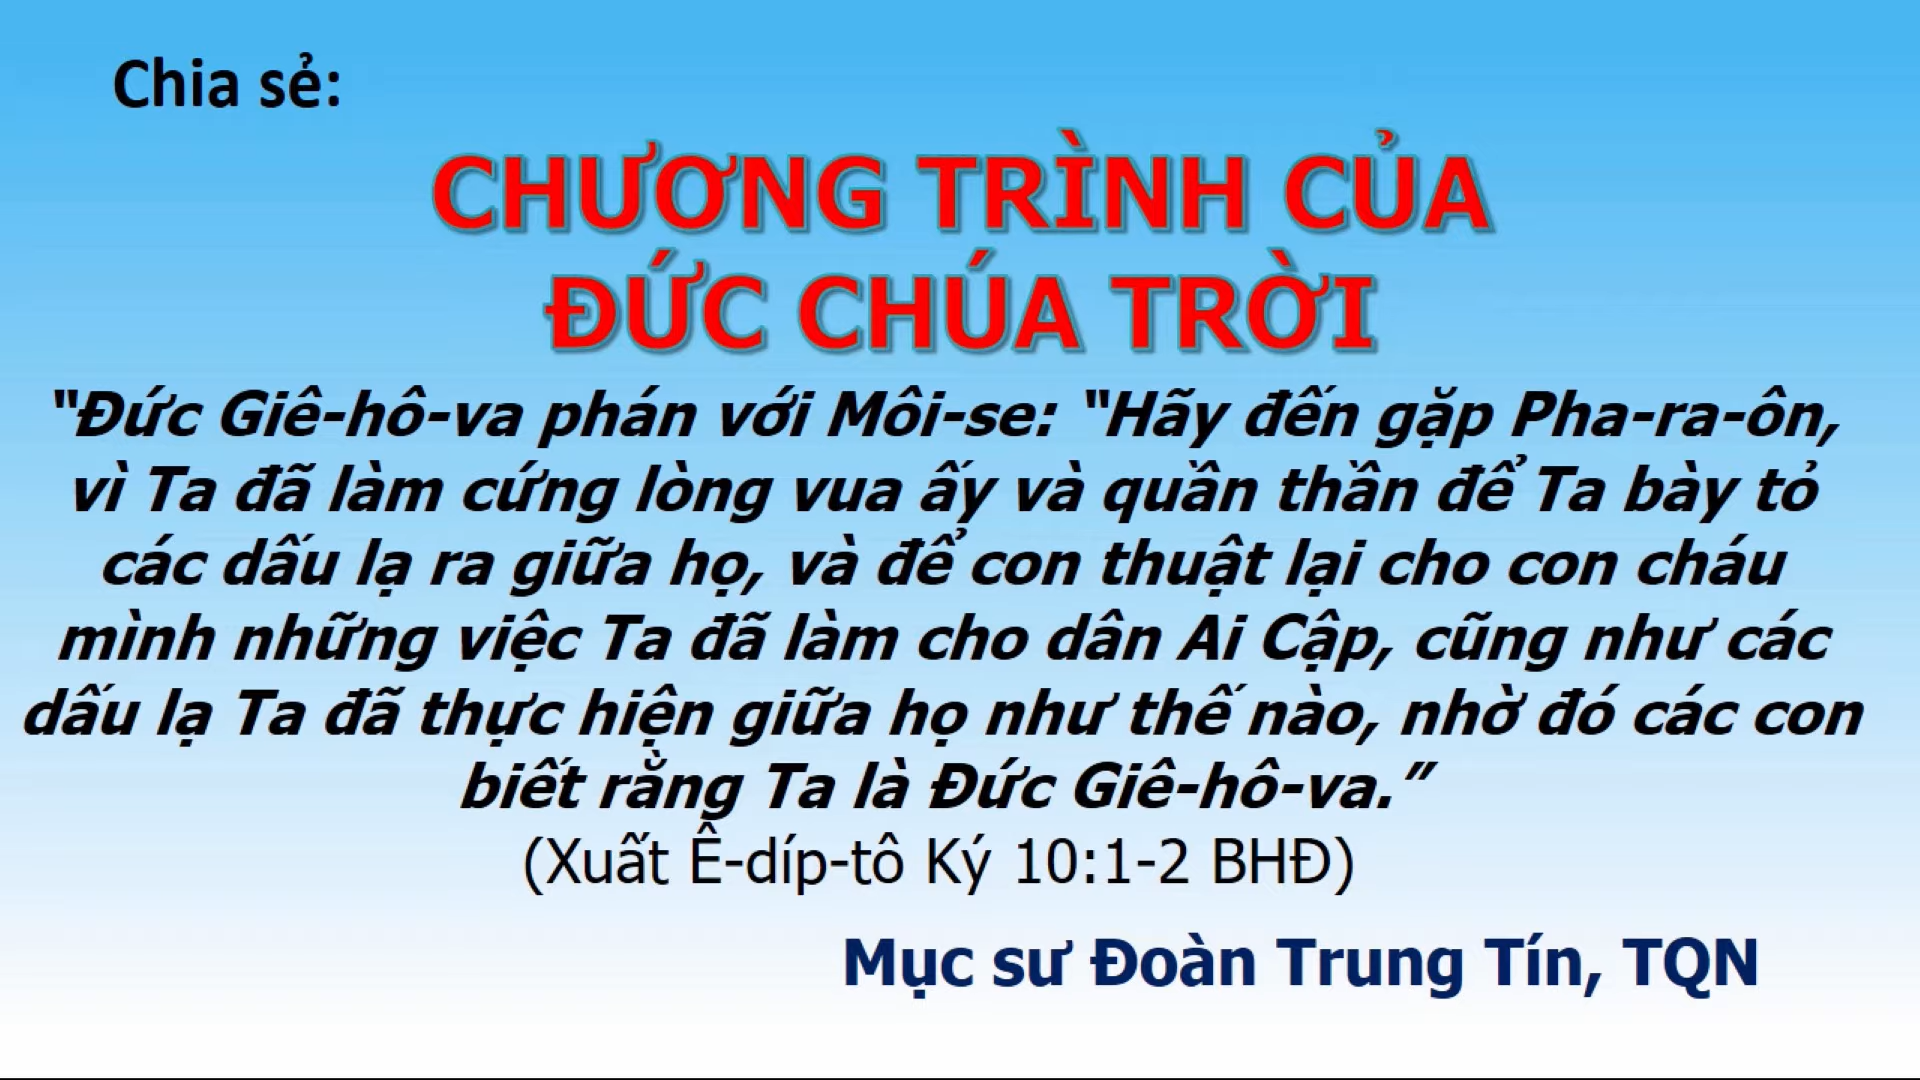 Chia sẻ:
CHƯƠNG TRÌNH CỦA
ĐỨC CHÚA TRỜI
"Đức Giê-hô-va phán với Môi-se: "Hãy đến gặp Pha-ra-ôn,
vì Ta đã làm cứng lòng vua ấy và quần thần để Ta bày tỏ
các dấu lạ ra giữa họ, và để con thuật lại cho con cháu
mình những việc Ta đã làm cho dân Ai Cập, cũng như các
dấu lạ Ta đã thực hiện giữa họ như thế nào, nhờ đó các con
biết rằng Ta là Đức Giê-hô-va.”
(Xuất Ê-díp-tô Ký 10:1-2 BHĐ)
Mục sư Đoàn Trung Tín, TQN